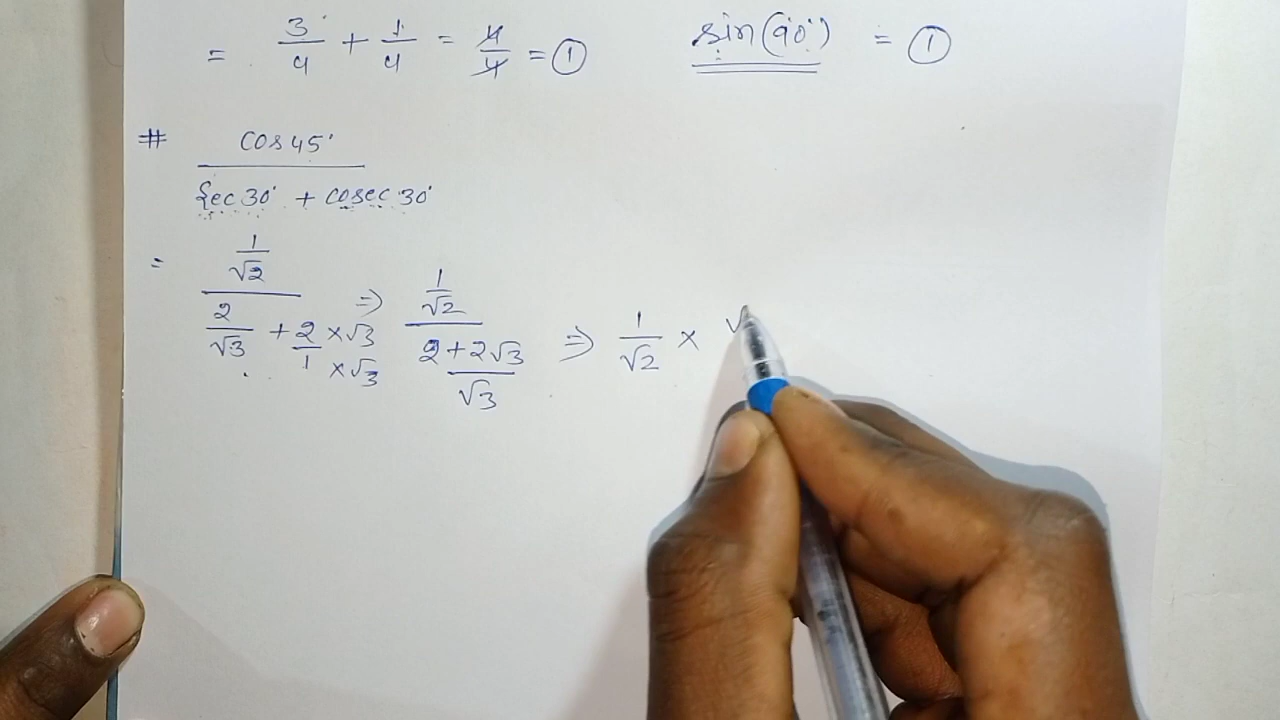 = 3/4 + 1/4 = 4/4 = 1 sin(90°) = 1
# cos 45° / Sec 30° + cosec 30°
= 1/√2 / 2/√3 + 2/1 ×√3 ×√3 ⇒ 1/√2 / 2+2√3/√3 ⇒ 1/√2 × √